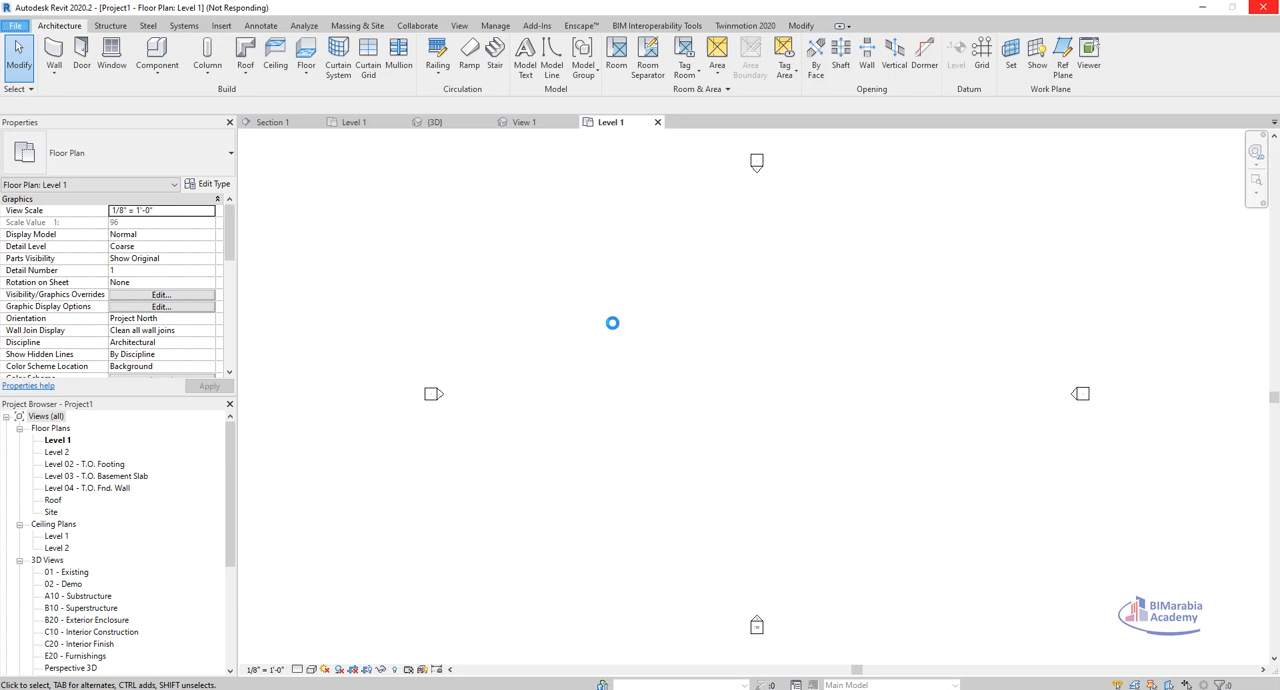 Autodesk Revit 2020.2 - [Project1 - Floor Plan: Level 1] (Not Responding)
File Architecture Structure Steel Systems Insert Annotate Analyze Massing & Site Collaborate View Manage Add-Ins Enscape™ BIM Interoperability Tools Twinmotion 2020 Modify
Modify Wall Door Window Component Column Roof Ceiling Floor Curtain System Curtain Grid Mullion Railing Ramp Stair Model Text Model Line Model Group Room Room Separator Tag Room Area Area Boundary Tag Area By Face Shaft Wall Vertical Dormer Level Grid Set Show Ref Plane Viewer
Select Build Circulation Model Room & Area Opening Datum Work Plane
Properties
Section 1 Level 1 {3D} View 1 Level 1
Floor Plan
Floor Plan: Level 1 Edit Type
Graphics
View Scale 1/8" = 1'-0"
Scale Value 1: 96
Display Model Normal
Detail Level Coarse
Parts Visibility Show Original
Detail Number 1
Rotation on Sheet None
Visibility/Graphics Overrides Edit...
Graphic Display Options Edit...
Orientation Project North
Wall Join Display Clean all wall joins
Discipline Architectural
Show Hidden Lines By Discipline
Color Scheme Location Background
Properties help Apply
Project Browser - Project1
Views (all)
Floor Plans
Level 1
Level 2
Level 02 - T.O. Footing
Level 03 - T.O. Basement Slab
Level 04 - T.O. Fnd. Wall
Roof
Site
Ceiling Plans
Level 1
Level 2
3D Views
01 - Existing
02 - Demo
A10 - Substructure
B10 - Superstructure
B20 - Exterior Enclosure
C10 - Interior Construction
C20 - Interior Finish
E20 - Furnishings
Perspective 3D
BIMarabia
Academy
1/8" = 1'-0"
Click to select, TAB for alternates, CTRL adds, SHIFT unselects.
:0 Main Model :0